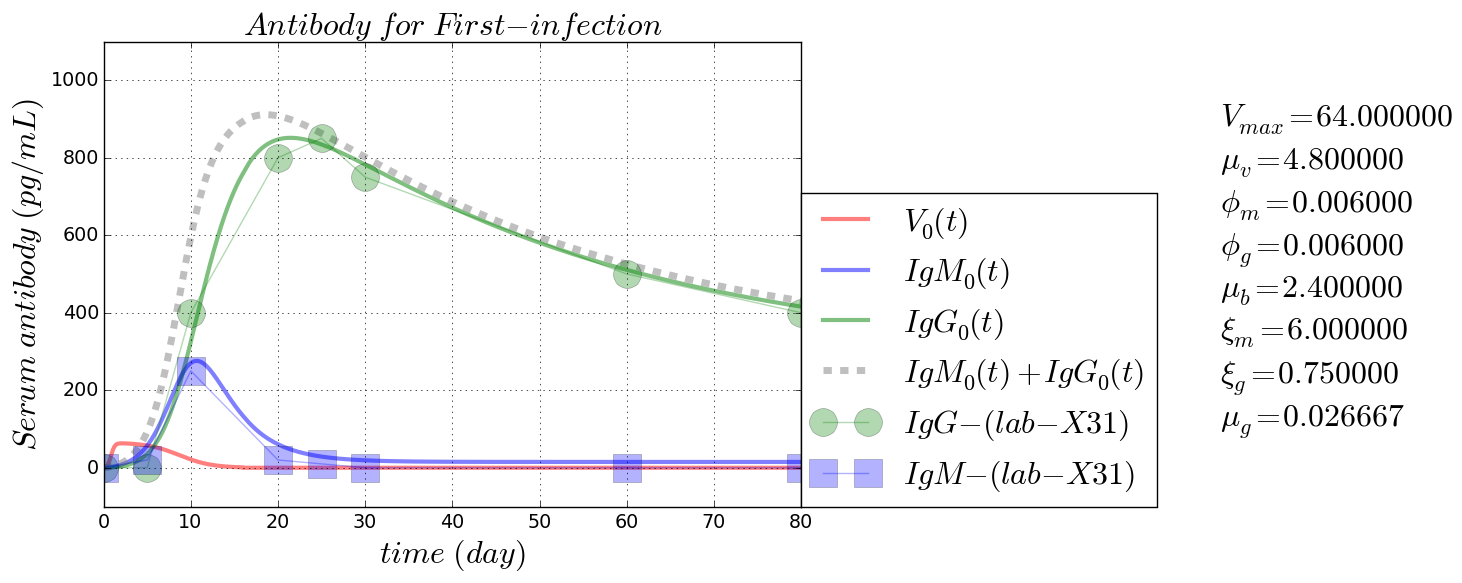 Antibody for First−infection
Serum antibody (pg/mL)
1000
800
600
400
200
0
0 10 20 30 40 50 60 70 80
time (day)
V₀(t)
IgM₀(t)
IgG₀(t)
IgM₀(t)+IgG₀(t)
IgG−(lab−X31)
IgM−(lab−X31)
V_max=64.000000
μ_v=4.800000
ϕ_m=0.006000
ϕ_g=0.006000
μ_b=2.400000
ξ_m=6.000000
ξ_g=0.750000
μ_g=0.026667